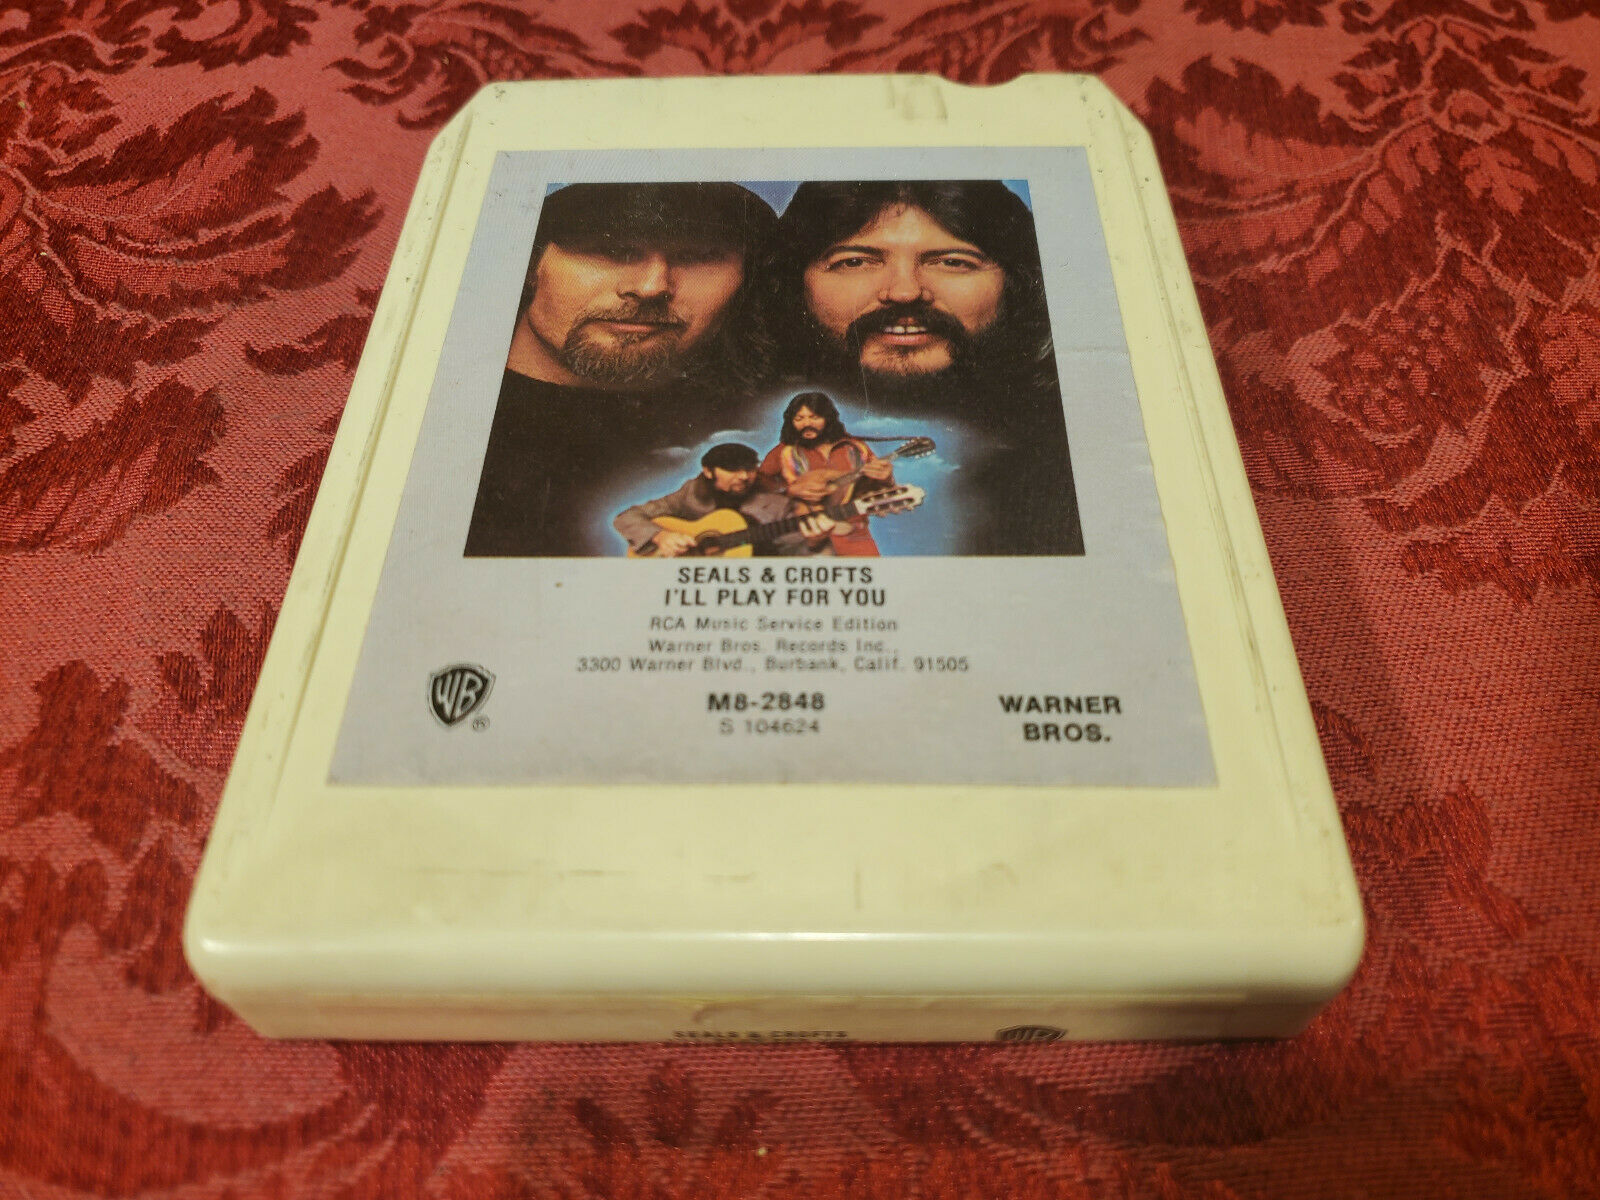 SEALS & CROFTS
I'LL PLAY FOR YOU
RCA Music Service Edition
Warner Bros. Records Inc.,
3300 Warner Blvd., Burbank, Calif. 91505
WB
®
M8-2848
S 104624
WARNER
BROS.
SEALS & CROFTS
WB